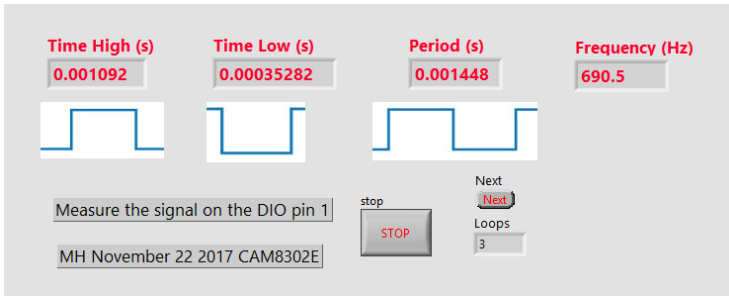 Time High (s) Time Low (s) Period (s) Frequency (Hz)
0.001092 0.00035282 0.001448 690.5
Next
stop Next
Measure the signal on the DIO pin 1
Loops
STOP
3
MH November 22 2017 CAM8302E